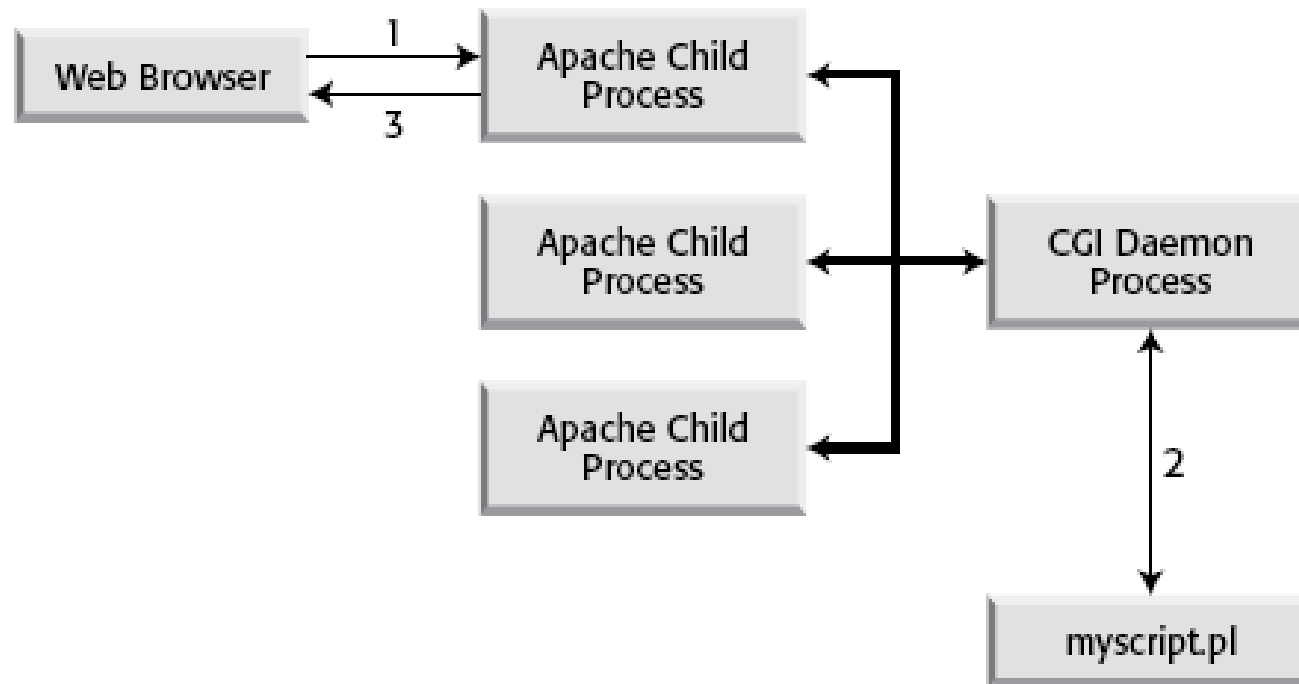 1
Web Browser
3
Apache Child
Process
Apache Child
Process
CGI Daemon
Process
Apache Child
Process
2
myscript.pl